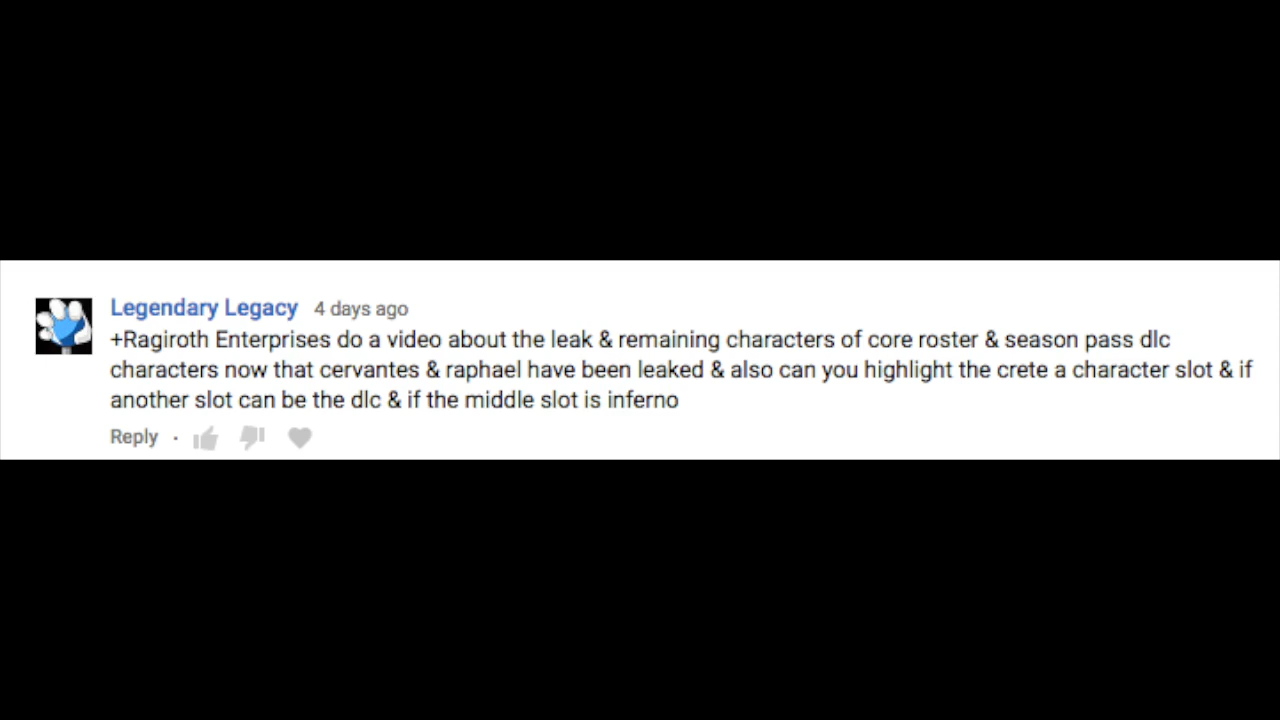 Legendary Legacy 4 days ago
+Ragiroth Enterprises do a video about the leak & remaining characters of core roster & season pass dlc
characters now that cervantes & raphael have been leaked & also can you highlight the crete a character slot & if
another slot can be the dlc & if the middle slot is inferno
Reply ·